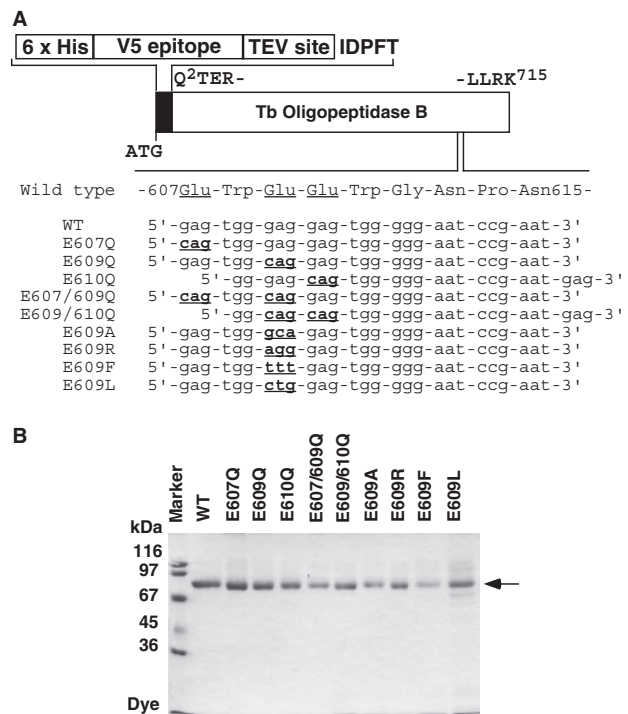 A
6 x His V5 epitope TEV site IDPFT
Q2TER- -LLRK715
Tb Oligopeptidase B
ATG
Wild type -607Glu-Trp-Glu-Glu-Trp-Gly-Asn-Pro-Asn615-
WT 5'-gag-tgg-gag-gag-tgg-ggg-aat-ccg-aat-3'
E607Q 5'-cag-tgg-gag-gag-tgg-ggg-aat-ccg-aat-3'
E609Q 5'-gag-tgg-cag-gag-tgg-ggg-aat-ccg-aat-3'
E610Q 5'-gg-gag-cag-tgg-ggg-aat-ccg-aat-gag-3'
E607/609Q 5'-cag-tgg-cag-gag-tgg-ggg-aat-ccg-aat-3'
E609/610Q 5'-gg-cag-cag-tgg-ggg-aat-ccg-aat-gag-3'
E609A 5'-gag-tgg-gca-gag-tgg-ggg-aat-ccg-aat-3'
E609R 5'-gag-tgg-agg-gag-tgg-ggg-aat-ccg-aat-3'
E609F 5'-gag-tgg-ttt-gag-tgg-ggg-aat-ccg-aat-3'
E609L 5'-gag-tgg-ctg-gag-tgg-ggg-aat-ccg-aat-3'
B
Marker WT E607Q E609Q E610Q E607/609Q E609/610Q E609A E609R E609F E609L
kDa
116
97
67
45
36
Dye